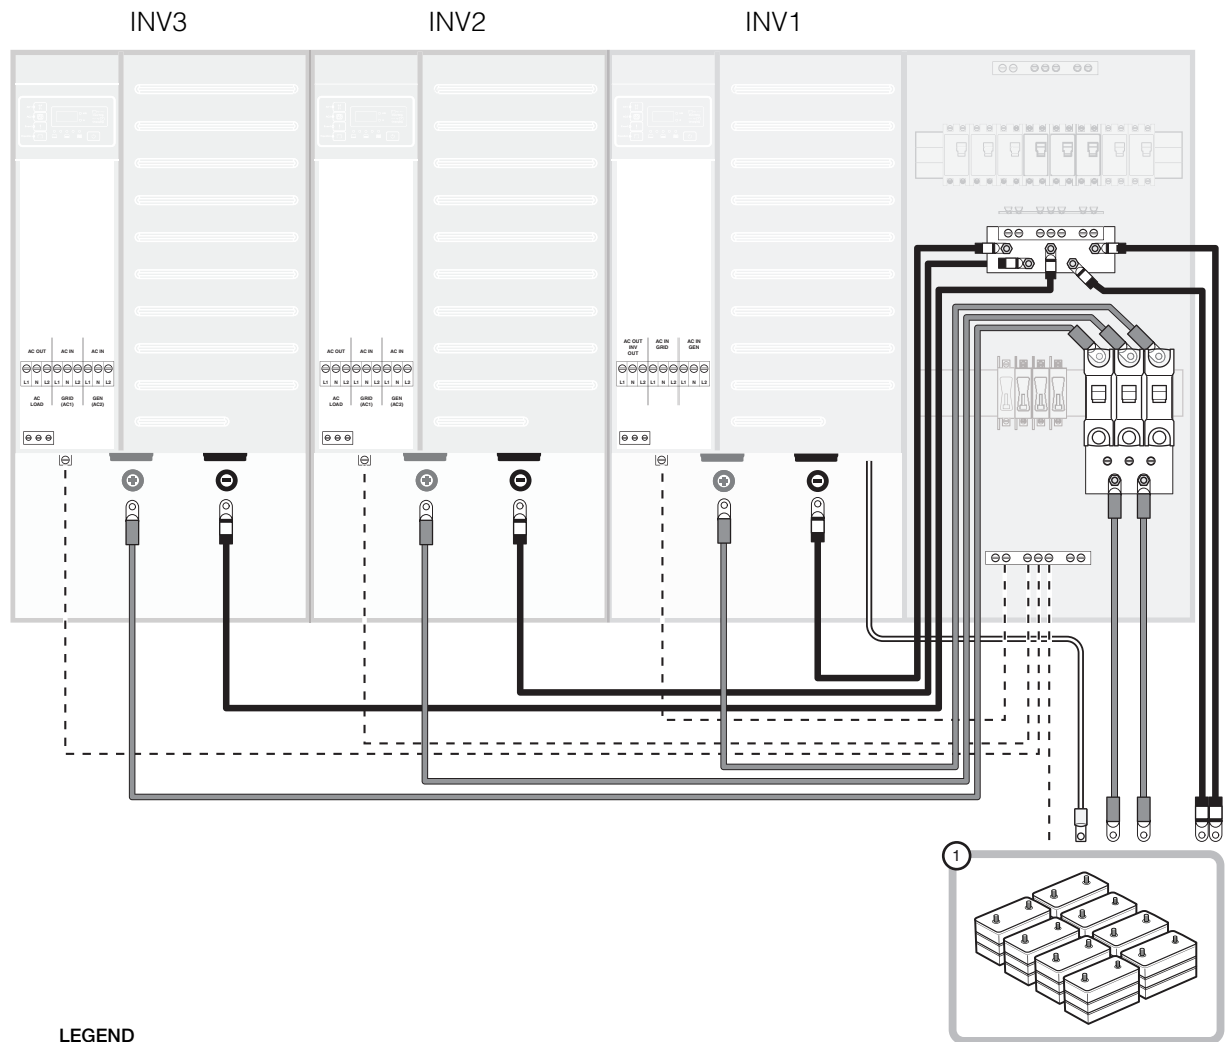 INV3 INV2 INV1
AC OUT AC IN AC IN
L1 N L2 L1 N L2 L1 N L2
AC LOAD GRID (AC1) GEN (AC2)
AC OUT AC IN AC IN
L1 N L2 L1 N L2 L1 N L2
AC LOAD GRID (AC1) GEN (AC2)
AC OUT INV OUT AC IN GRID AC IN GEN
L1 N L2 L1 N L2 L1 N L2
+ − + − + −
1
LEGEND